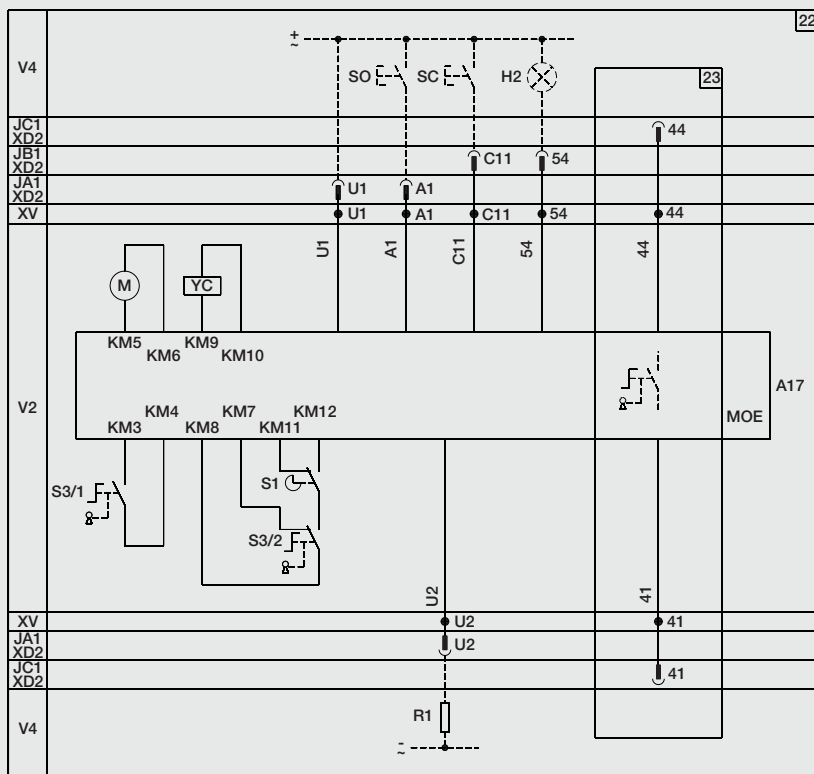 22
+
~
V4
SO
SC
H2
23
JC1
XD2
44
JB1
XD2
C11
54
JA1
XD2
U1
A1
XV
U1
A1
C11
54
44
U1
A1
C11
54
44
M
YC
KM5
KM6
KM9
KM10
V2
A17
MOE
KM3
KM4
KM8
KM7
KM11
KM12
S3/1
S1
S3/2
U2
41
XV
U2
41
JA1
XD2
U2
JC1
XD2
41
V4
R1
-
~